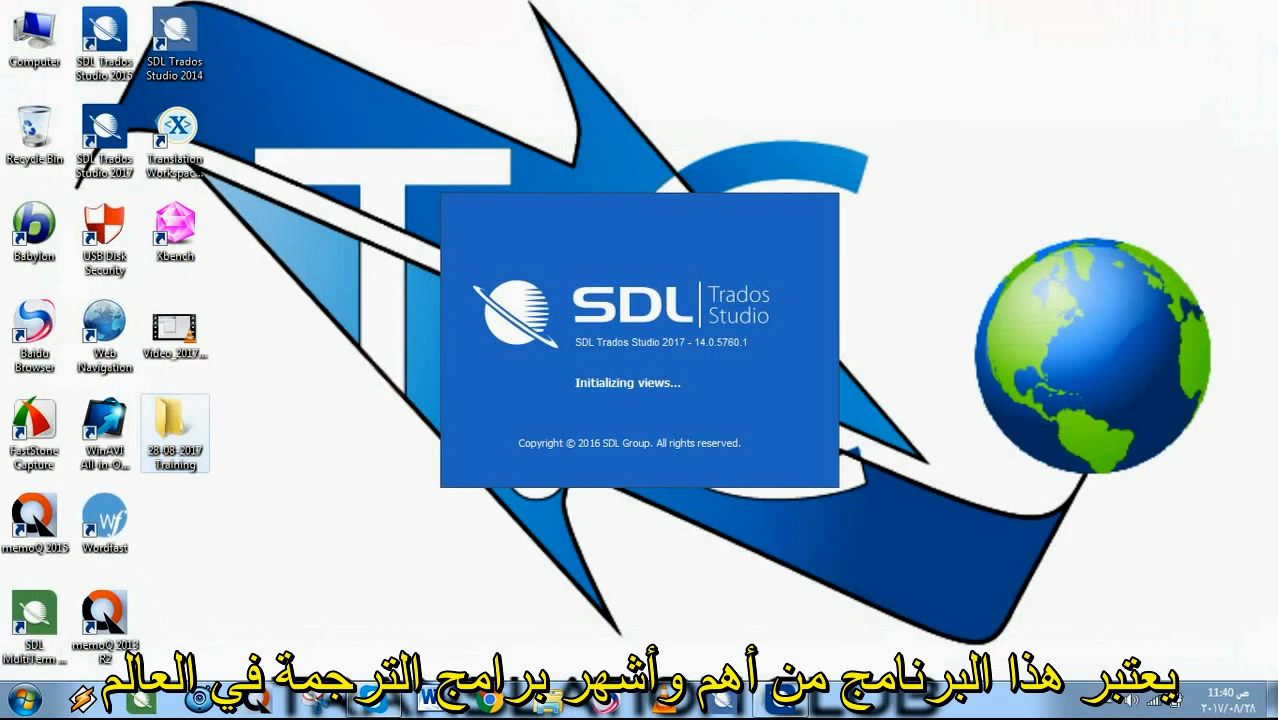 Computer
SDL Trados
Studio 2015
SDL Trados
Studio 2014
Recycle Bin
SDL Trados
Studio 2017
Translation
Workspac...
Babylon
USB Disk
Security
Xbench
Baidu
Browser
Web
Navigation
Video_2017...
FastStone
Capture
WinAVI
All-in-O...
28-08-2017
Training
memoQ 2015
Wordfast
SDL
MultiTerm ...
memoQ 2013
R2
SDL Trados
Studio
SDL Trados Studio 2017 - 14.0.5760.1
Initializing views...
Copyright © 2016 SDL Group. All rights reserved.
يعتبر هذا البرنامج من أهم وأشهر برامج الترجمة في العالم
11:40 ص
٢٠١٧/٠٨/٢٨